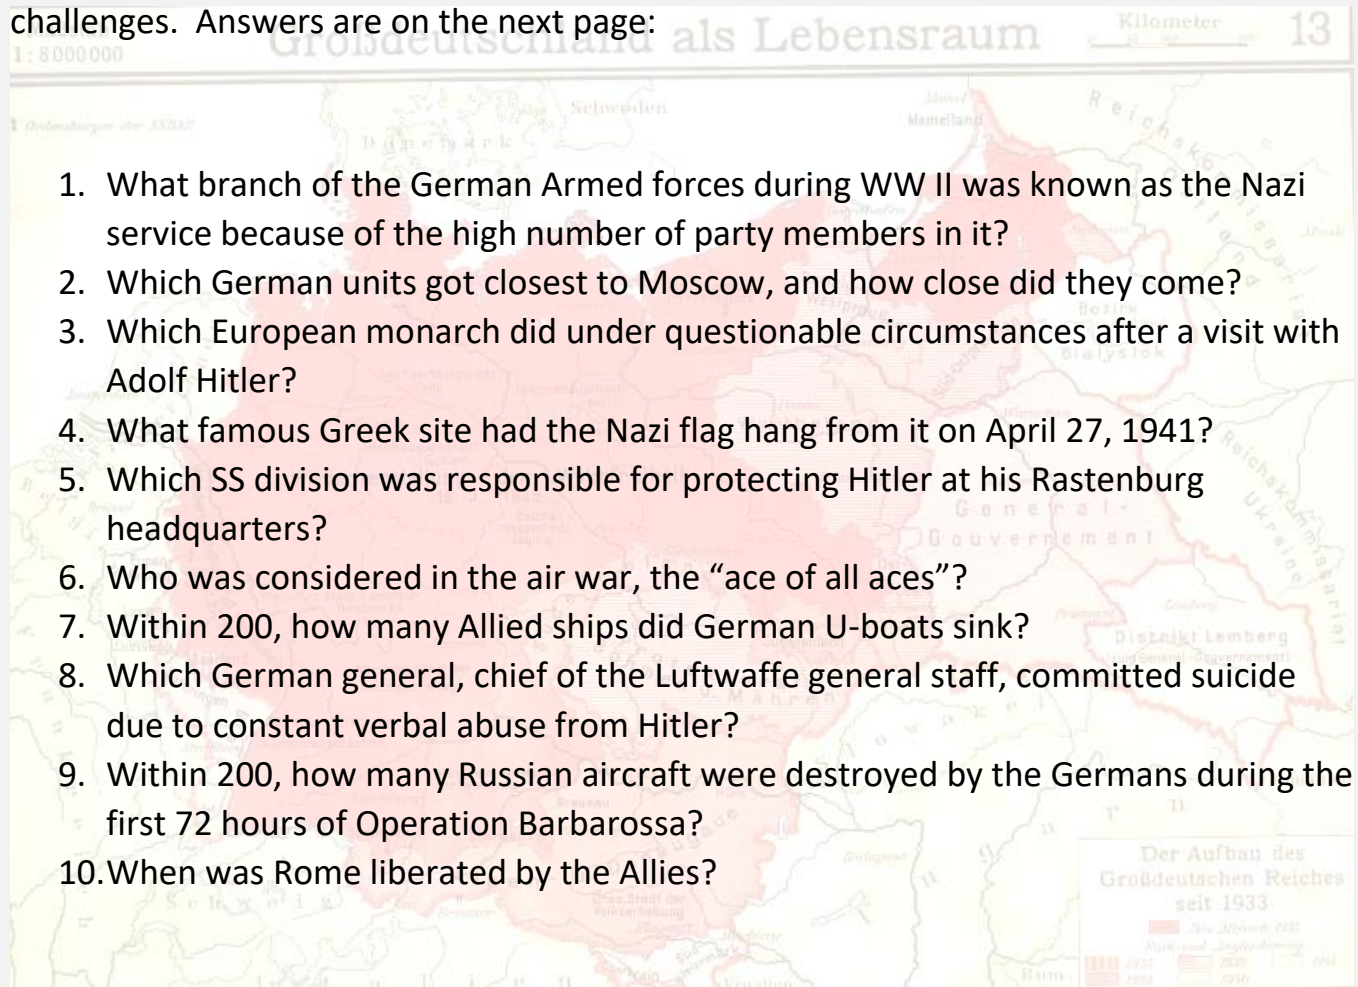 challenges. Answers are on the next page:
1:8000000
Großdeutschland als Lebensraum
Kilometer
13
Schweden
Memelland
Dänemark
1. What branch of the German Armed forces during WW II was known as the Nazi
service because of the high number of party members in it?
2. Which German units got closest to Moscow, and how close did they come?
3. Which European monarch did under questionable circumstances after a visit with
Adolf Hitler?
4. What famous Greek site had the Nazi flag hang from it on April 27, 1941?
5. Which SS division was responsible for protecting Hitler at his Rastenburg
headquarters?
General-
Gouvernement
6. Who was considered in the air war, the “ace of all aces”?
7. Within 200, how many Allied ships did German U-boats sink?
Distrikt Lemberg
8. Which German general, chief of the Luftwaffe general staff, committed suicide
due to constant verbal abuse from Hitler?
9. Within 200, how many Russian aircraft were destroyed by the Germans during the
first 72 hours of Operation Barbarossa?
10.When was Rome liberated by the Allies?
Schweiz
Der Aufbau des
Großdeutschen Reiches
seit 1933